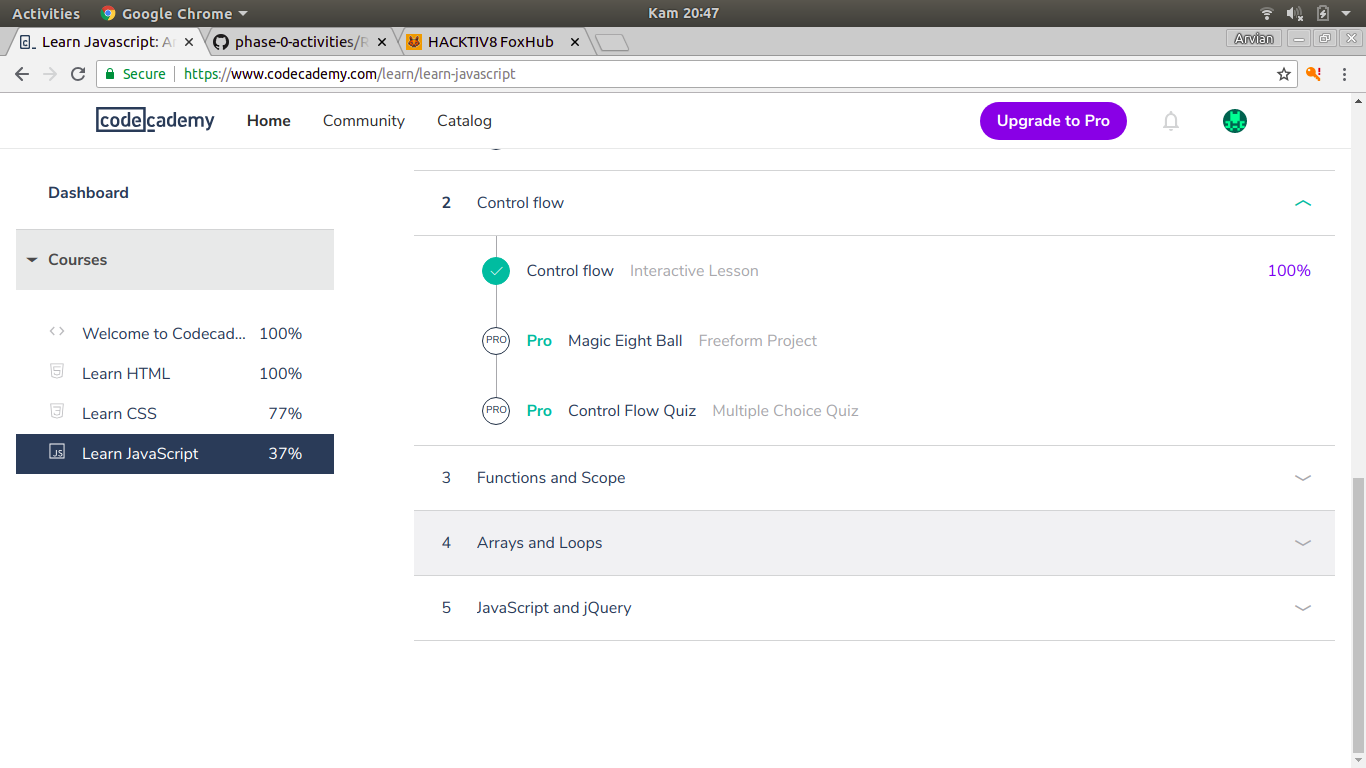 Activities Google Chrome Kam 20:47
Learn Javascript: A phase-0-activities/R HACKTIV8 FoxHub Arvian
Secure https://www.codecademy.com/learn/learn-javascript
codecademy Home Community Catalog Upgrade to Pro
Dashboard
2 Control flow
Courses
Control flow Interactive Lesson 100%
Welcome to Codecad... 100%
PRO Pro Magic Eight Ball Freeform Project
Learn HTML 100%
PRO Pro Control Flow Quiz Multiple Choice Quiz
Learn CSS 77%
JS Learn JavaScript 37%
3 Functions and Scope
4 Arrays and Loops
5 JavaScript and jQuery